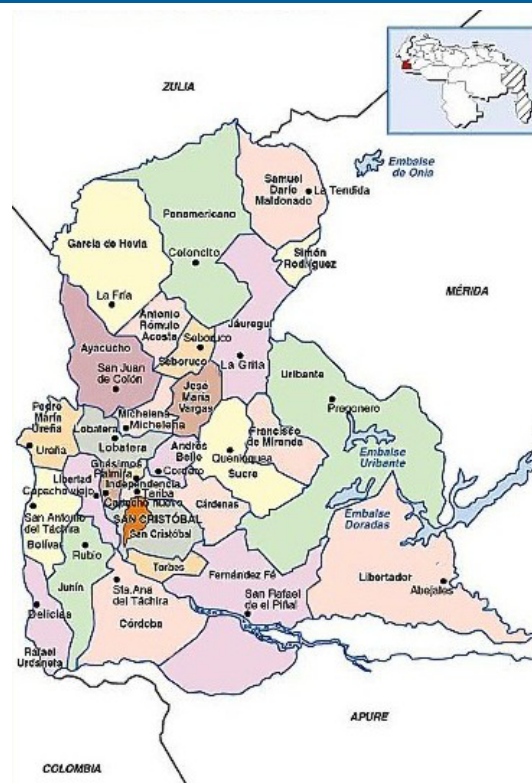 ZULIA
Embalse
de Onia
Samuel
Darío
Maldonado
La Tendida
Panamericano
García de Hevia
Coloncito
Simón
Rodríguez
La Fría
MÉRIDA
Antonio
Rómulo
Acosta
Jáuregui
Ayacucho
Seboruco
Seboruco
La Grita
Uribante
San Juan
de Colón
José
María
Vargas
Pregonero
Pedro
María
Ureña
Michelena
Michelena
Lobatera
Lobatera
Francisco
de Miranda
Ureña
Andrés
Bello
Queniquea
Embalse
Uribante
Guásimos
Palmira
Cordero
Sucre
Libertad
Capacho Viejo
Independencia
Táriba
Capacho Nuevo
Cárdenas
Embalse
Doradas
San Antonio
del Táchira
SAN CRISTÓBAL
San Cristóbal
Bolívar
Rubio
Torbes
Fernández Feo
Libertador
Junín
Sta. Ana
del Táchira
San Rafael
de el Piñal
Abejales
Delicias
Córdoba
Rafael
Urdaneta
APURE
COLOMBIA